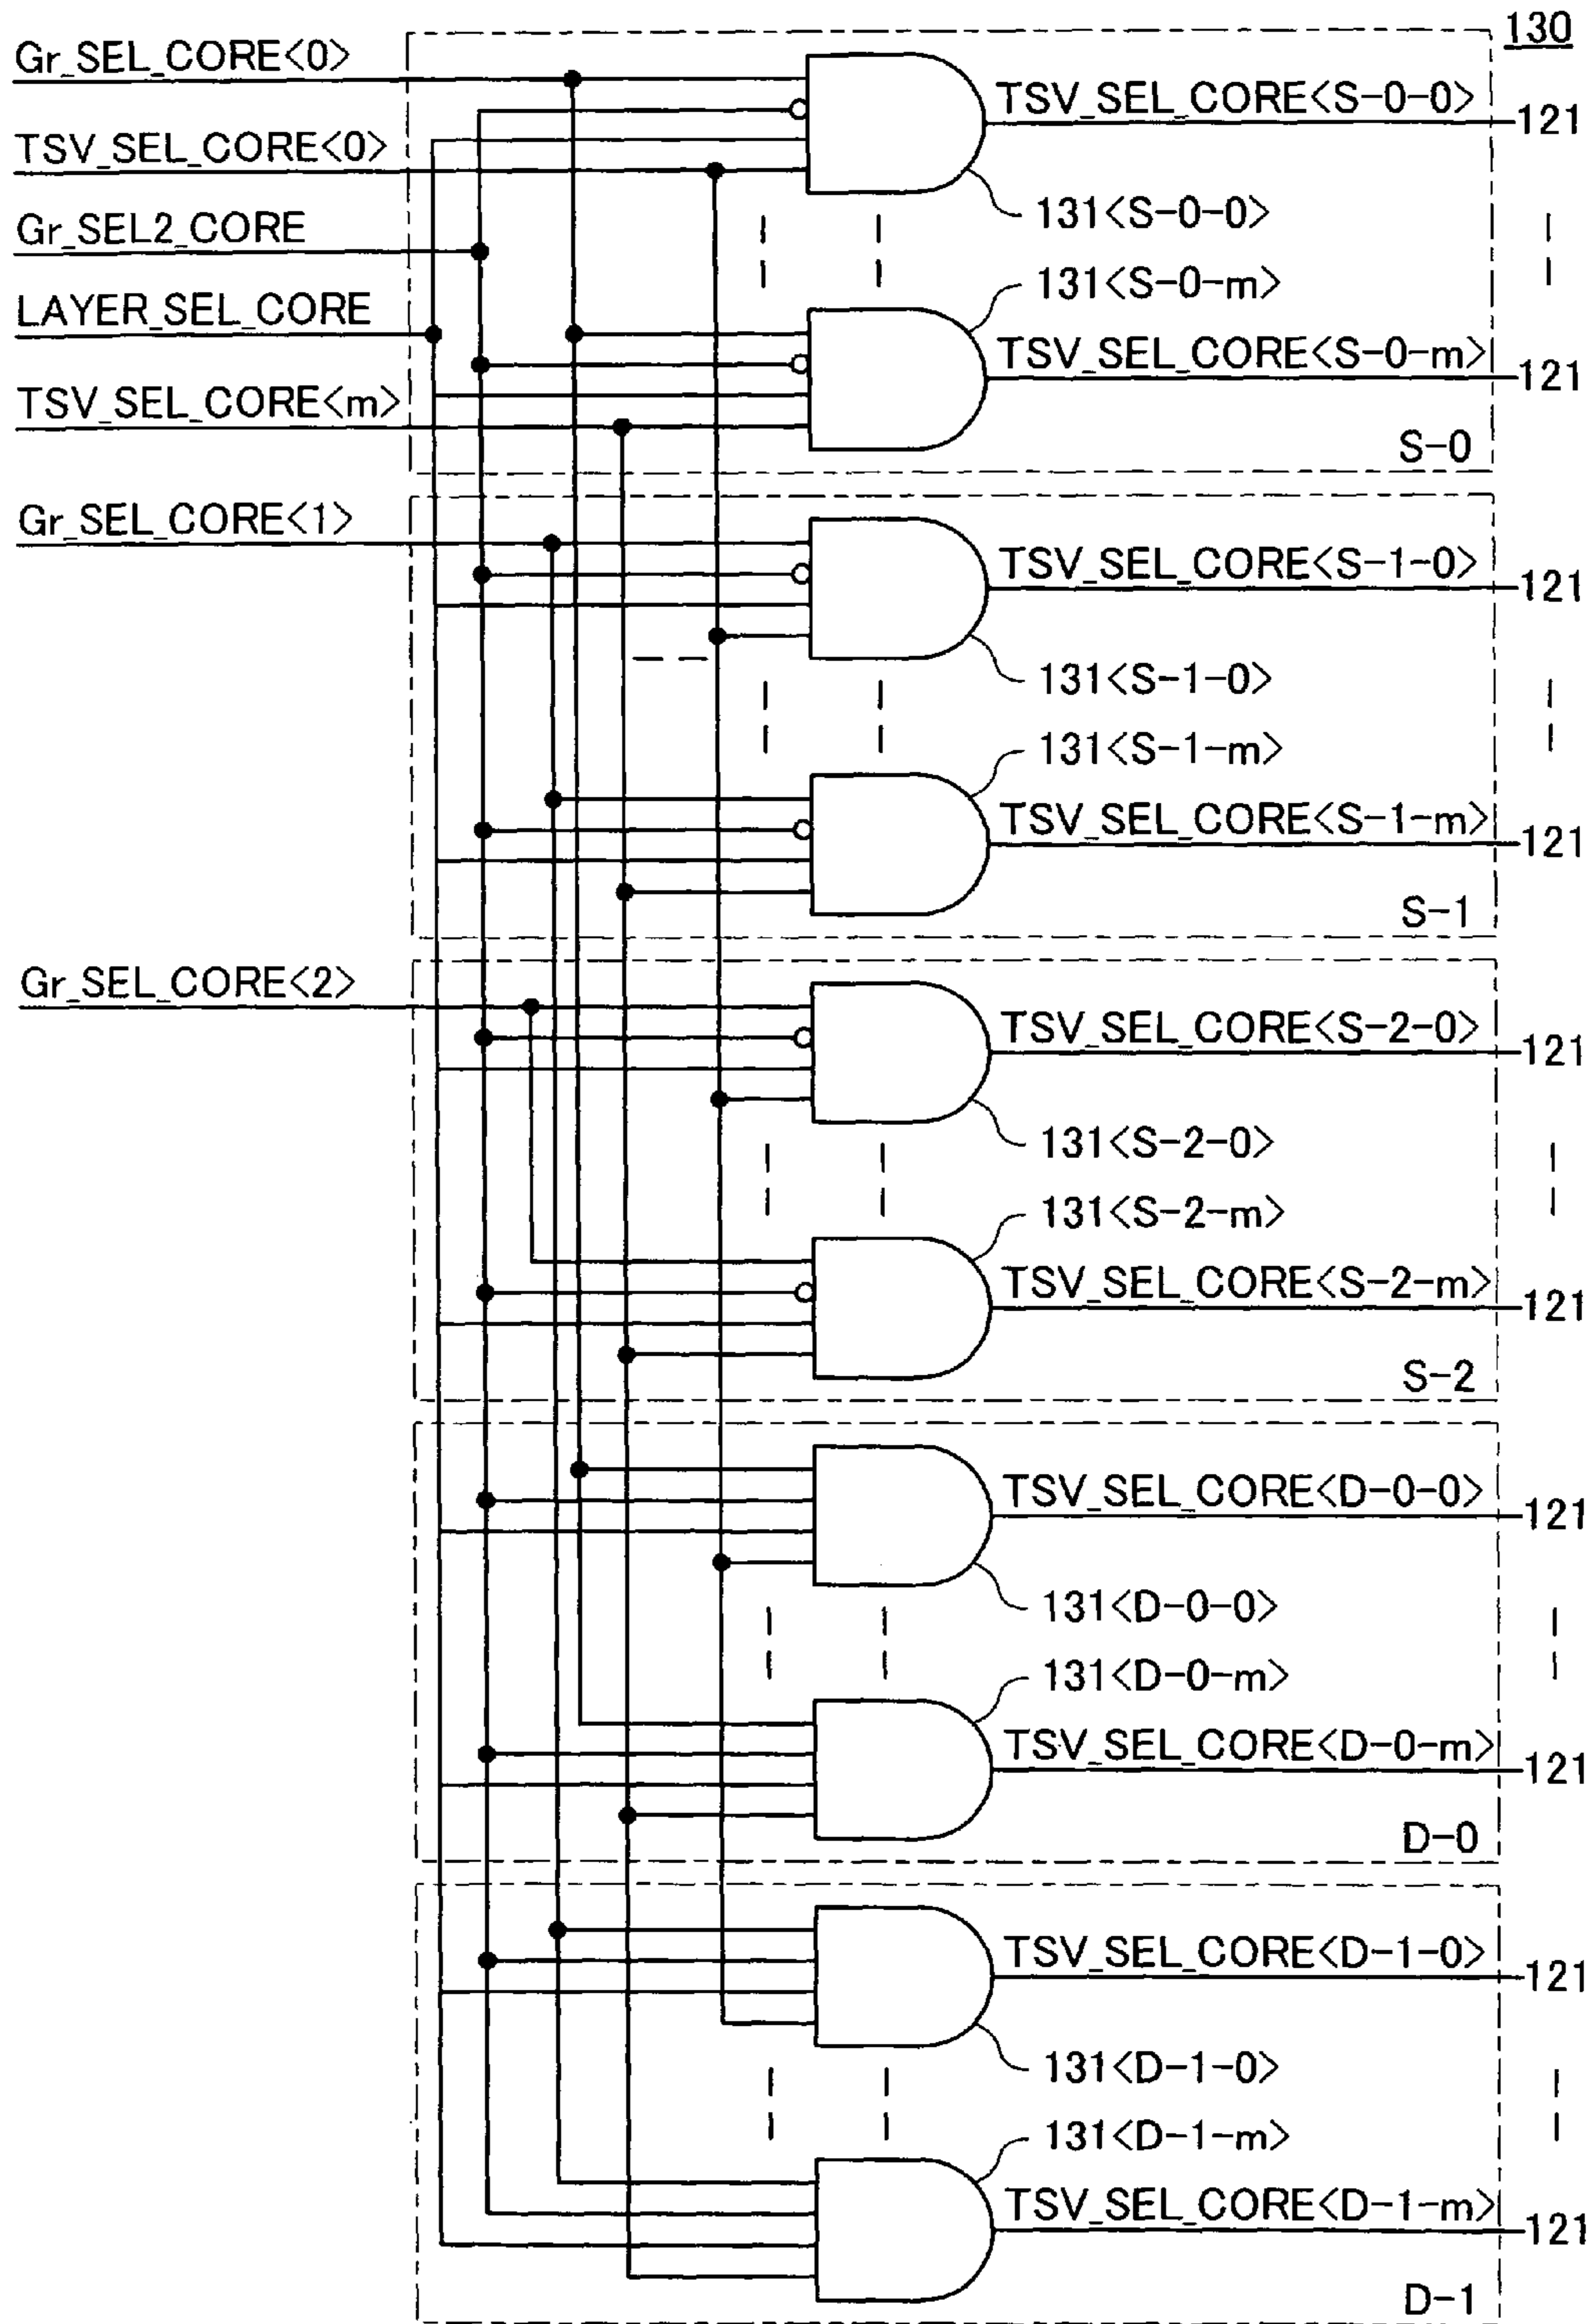 130
Gr_SEL_CORE<0>
TSV_SEL_CORE<S-0-0>
121
TSV_SEL_CORE<0>
131<S-0-0>
Gr_SEL2_CORE
131<S-0-m>
LAYER_SEL_CORE
TSV_SEL_CORE<S-0-m>
121
TSV_SEL_CORE<m>
S-0
Gr_SEL_CORE<1>
TSV_SEL_CORE<S-1-0>
121
131<S-1-0>
131<S-1-m>
TSV_SEL_CORE<S-1-m>
121
S-1
Gr_SEL_CORE<2>
TSV_SEL_CORE<S-2-0>
121
131<S-2-0>
131<S-2-m>
TSV_SEL_CORE<S-2-m>
121
S-2
TSV_SEL_CORE<D-0-0>
121
131<D-0-0>
131<D-0-m>
TSV_SEL_CORE<D-0-m>
121
D-0
TSV_SEL_CORE<D-1-0>
121
131<D-1-0>
131<D-1-m>
TSV_SEL_CORE<D-1-m>
121
D-1